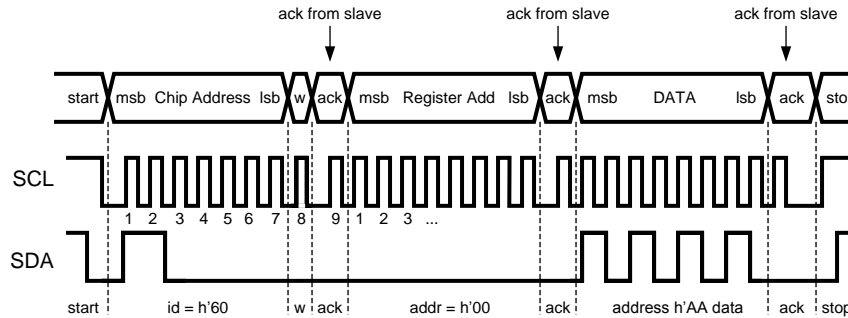 ack from slave ack from slave ack from slave
start msb Chip Address lsb w ack msb Register Add lsb ack msb DATA lsb ack stop
SCL
1 2 3 4 5 6 7 8 9 1 2 3 ...
SDA
start id = h'60 w ack addr = h'00 ack address h'AA data ack stop